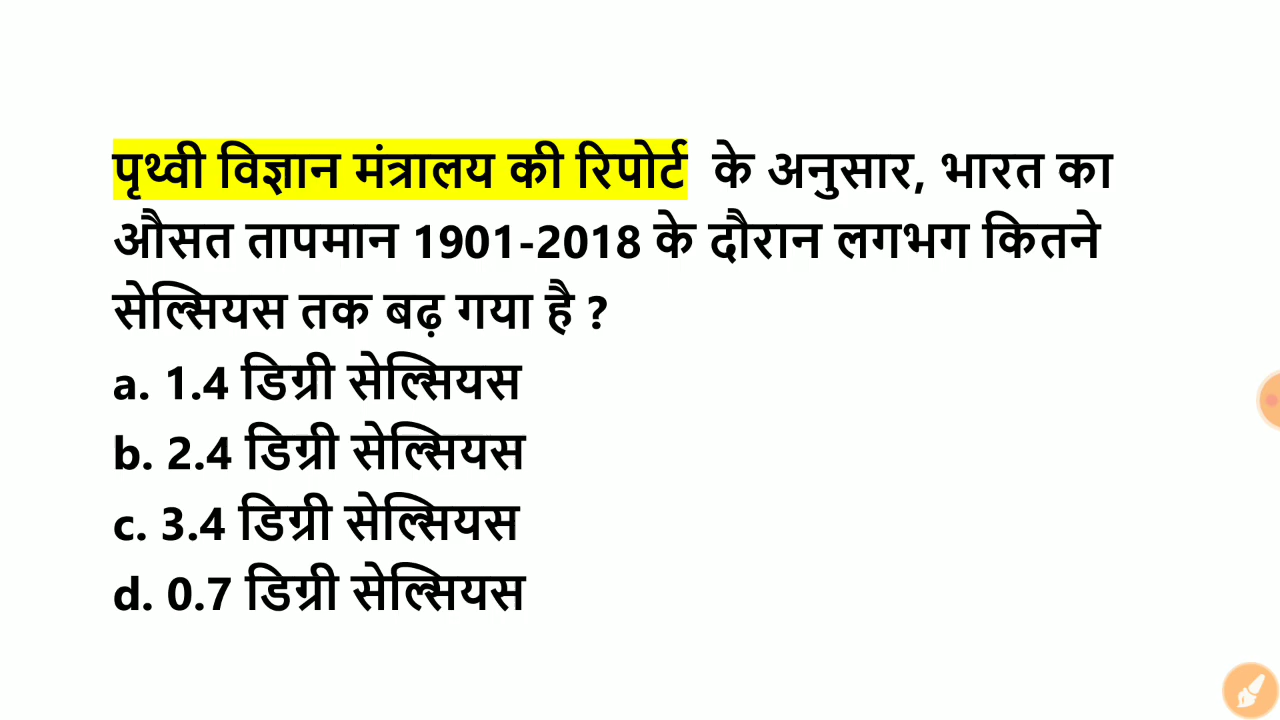 पृथ्वी विज्ञान मंत्रालय की रिपोर्ट के अनुसार, भारत का
औसत तापमान 1901-2018 के दौरान लगभग कितने
सेल्सियस तक बढ़ गया है ?
a. 1.4 डिग्री सेल्सियस
b. 2.4 डिग्री सेल्सियस
c. 3.4 डिग्री सेल्सियस
d. 0.7 डिग्री सेल्सियस